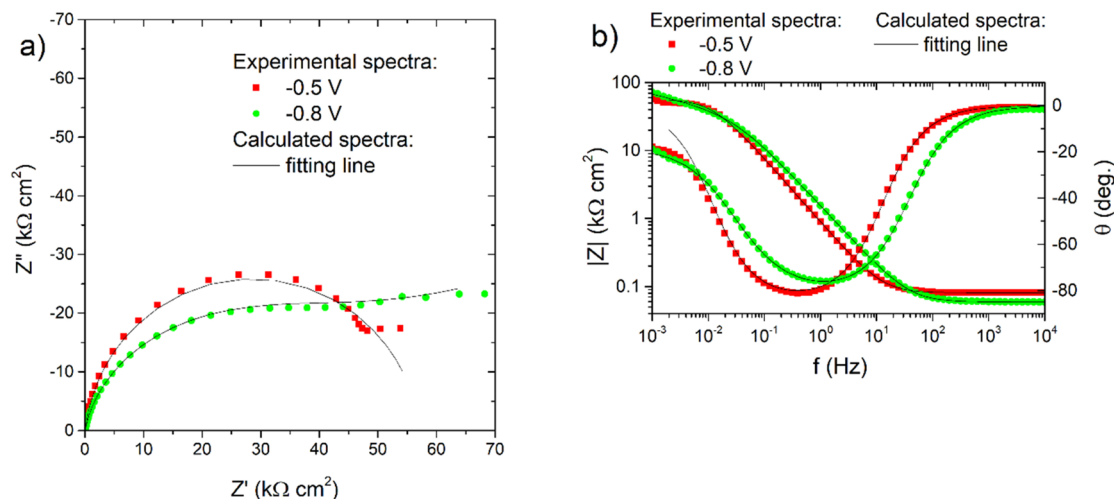 a)
Experimental spectra:
-0.5 V
-0.8 V
Calculated spectra:
fitting line
-70
-60
-50
-40
-30
-20
-10
0
Z'' (kΩ cm²)
0 10 20 30 40 50 60 70
Z' (kΩ cm²)
b)
Experimental spectra: Calculated spectra:
-0.5 V fitting line
-0.8 V
100
10
1
0.1
|Z| (kΩ cm²)
0
-20
-40
-60
-80
θ (deg.)
10⁻³ 10⁻² 10⁻¹ 10⁰ 10¹ 10² 10³ 10⁴
f (Hz)